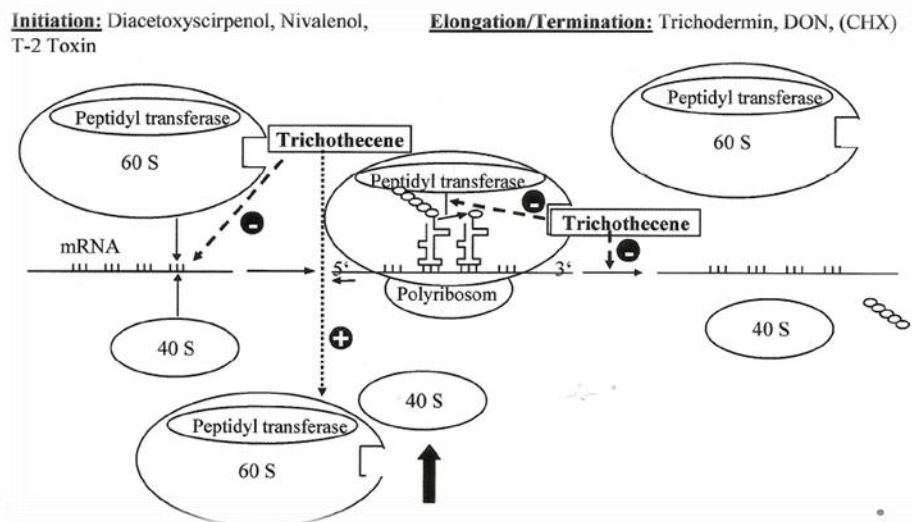 Initiation: Diacetoxyscirpenol, Nivalenol,
T-2 Toxin
Elongation/Termination: Trichodermin, DON, (CHX)
Peptidyl transferase
60 S
Trichothecene
-
mRNA
40 S
+
5‘
Peptidyl transferase
-
Trichothecene
-
3‘
Polyribosom
Peptidyl transferase
60 S
40 S
Peptidyl transferase
60 S
40 S